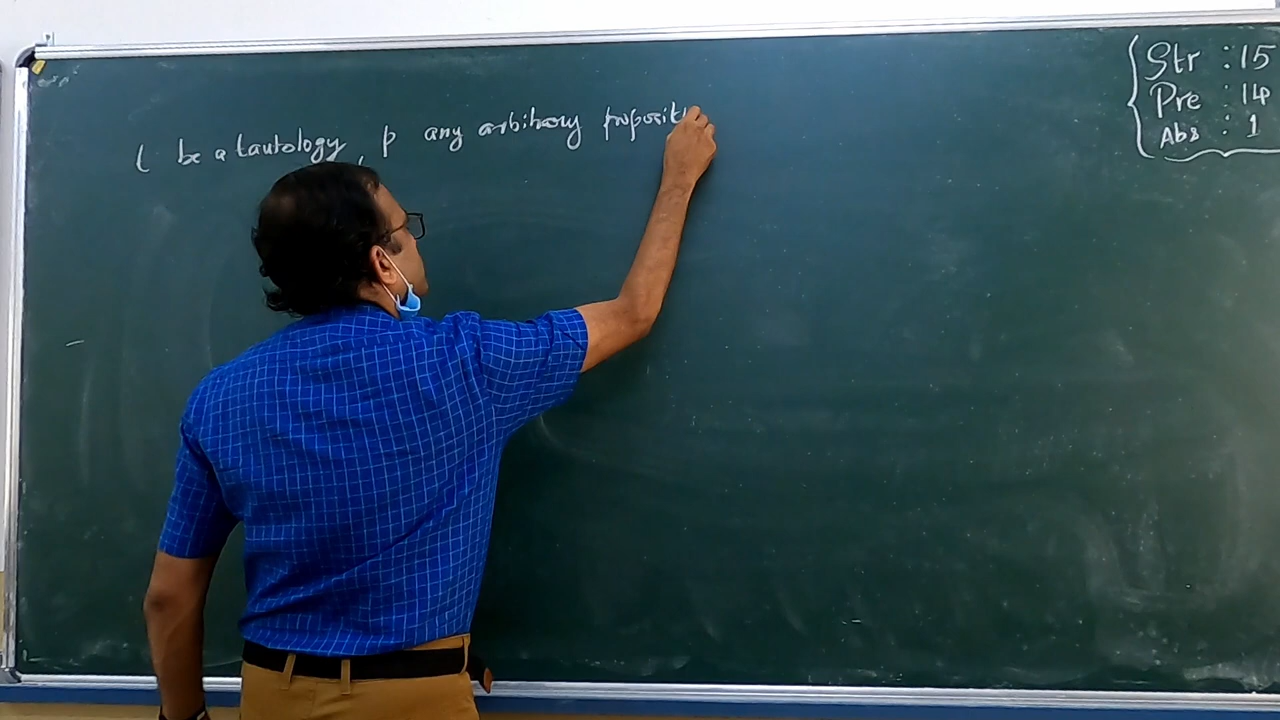 t be a tautology, p any arbitrary proposit
Str : 15
Pre : 14
Abs : 1